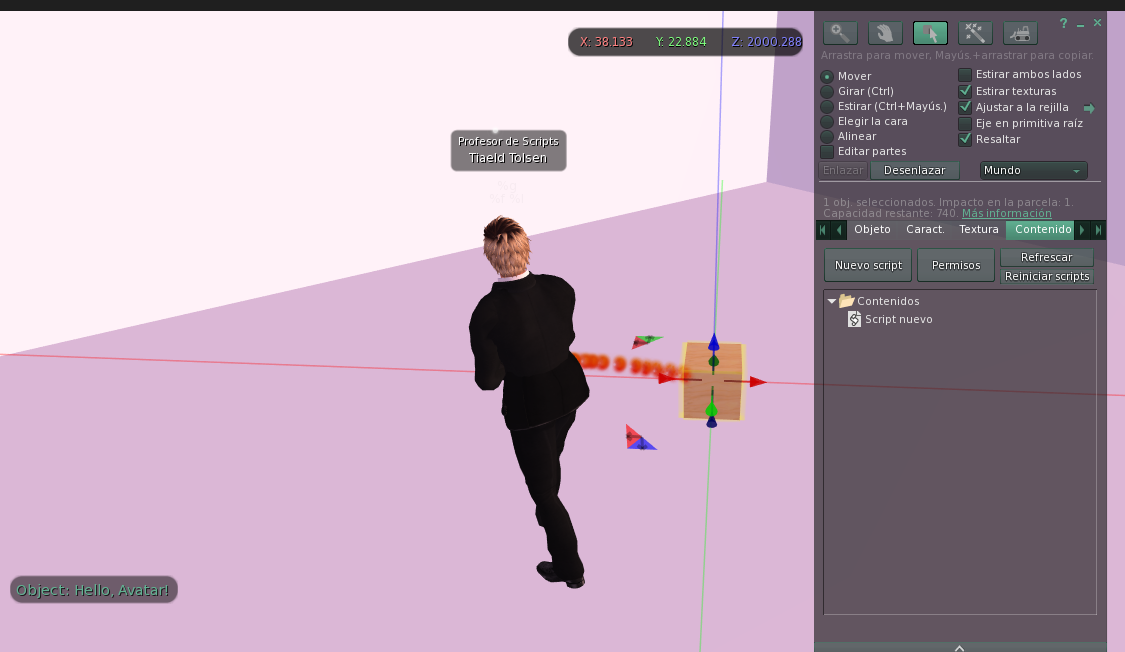 X: 38.133 Y: 22.884 Z: 2000.288
Profesor de Scripts
Tiaeld Tolsen
Object: Hello, Avatar!
Arrastra para mover, Mayús.+arrastrar para copiar.
Mover
Girar (Ctrl)
Estirar (Ctrl+Mayús.)
Elegir la cara
Alinear
Editar partes
Estirar ambos lados
Estirar texturas
Ajustar a la rejilla
Eje en primitiva raíz
Resaltar
Enlazar Desenlazar Mundo
1 obj. seleccionados. Impacto en la parcela: 1.
Capacidad restante: 740. Más información
Objeto Caract. Textura Contenido
Nuevo script Permisos Refrescar
Reiniciar scripts
Contenidos
Script nuevo